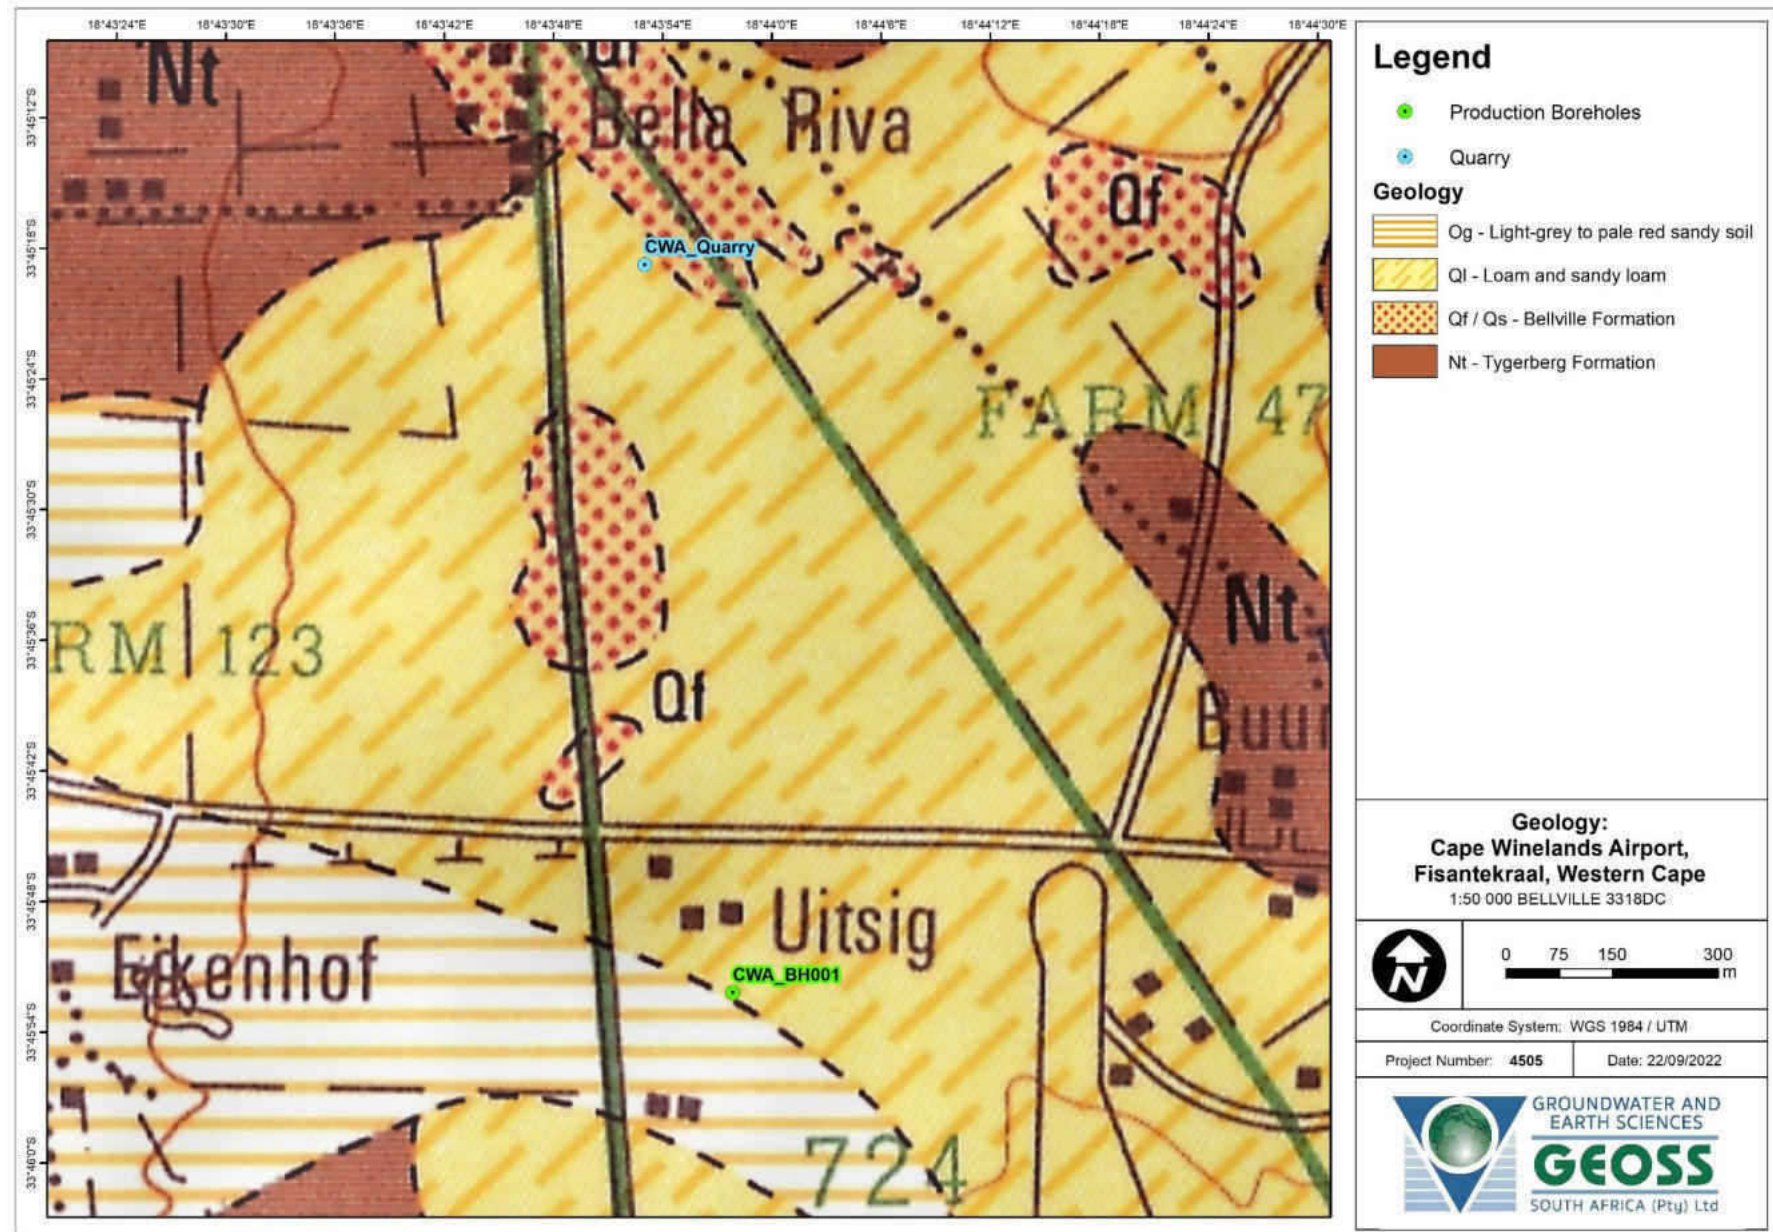 18°43'24"E 18°43'30"E 18°43'36"E 18°43'42"E 18°43'48"E 18°43'54"E 18°44'0"E 18°44'6"E 18°44'12"E 18°44'18"E 18°44'24"E 18°44'30"E
33°45'12"S
33°45'18"S
33°45'24"S
33°45'30"S
33°45'36"S
33°45'42"S
33°45'48"S
33°45'54"S
33°46'0"S
Nt
Qf
Bella Riva
Qf
CWA_Quarry
FARM 47
Nt
RM 123
Qf
Uitsig
Eikenhof
CWA_BH001
724
Legend
Production Boreholes
Quarry
Geology
Og - Light-grey to pale red sandy soil
Ql - Loam and sandy loam
Qf / Qs - Bellville Formation
Nt - Tygerberg Formation
Geology:
Cape Winelands Airport,
Fisantekraal, Western Cape
1:50 000 BELLVILLE 3318DC
N
0 75 150 300
m
Coordinate System: WGS 1984 / UTM
Project Number: 4505 Date: 22/09/2022
GROUNDWATER AND
EARTH SCIENCES
GEOSS
SOUTH AFRICA (Pty) Ltd